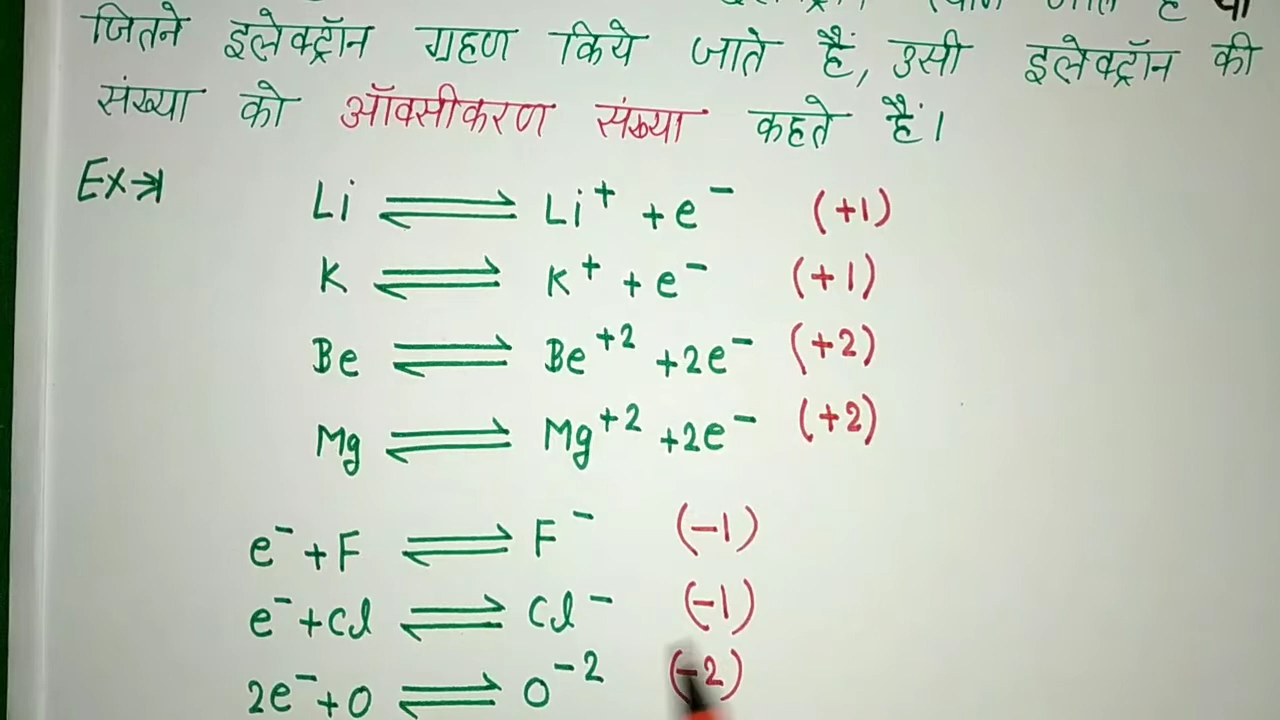 जितने इलेक्ट्रॉन ग्रहण किये जाते हैं, उसी इलेक्ट्रॉन की
संख्या को ऑक्सीकरण संख्या कहते हैं।
Ex→ Li ⇌ Li⁺ + e⁻ (+1)
K ⇌ K⁺ + e⁻ (+1)
Be ⇌ Be⁺² + 2e⁻ (+2)
Mg ⇌ Mg⁺² + 2e⁻ (+2)
e⁻ + F ⇌ F⁻ (-1)
e⁻ + Cl ⇌ Cl⁻ (-1)
2e⁻ + O ⇌ O⁻² (-2)